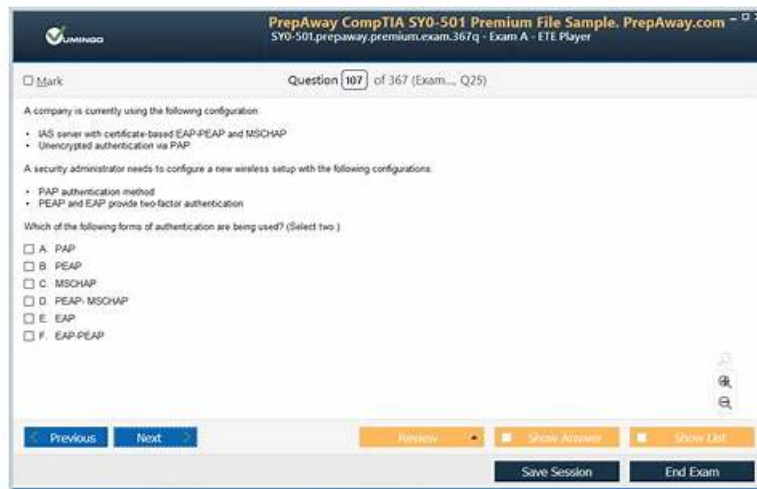 VUMINGO
PrepAway CompTIA SY0-501 Premium File Sample. PrepAway.com
SY0-501.prepaway.premium.exam.367q - Exam A - ETE Player
Mark
Question 107 of 367 (Exam..., Q25)
A company is currently using the following configuration
• IAS server with certificate-based EAP-PEAP and MSCHAP
• Unencrypted authentication via PAP
A security administrator needs to configure a new wireless setup with the following configurations
• PAP authentication method
• PEAP and EAP provide two-factor authentication
Which of the following forms of authentication are being used? (Select two.)
A. PAP
B. PEAP
C. MSCHAP
D. PEAP- MSCHAP
E. EAP
F. EAP-PEAP
Previous
Next
Review
Show Answer
Show List
Save Session
End Exam